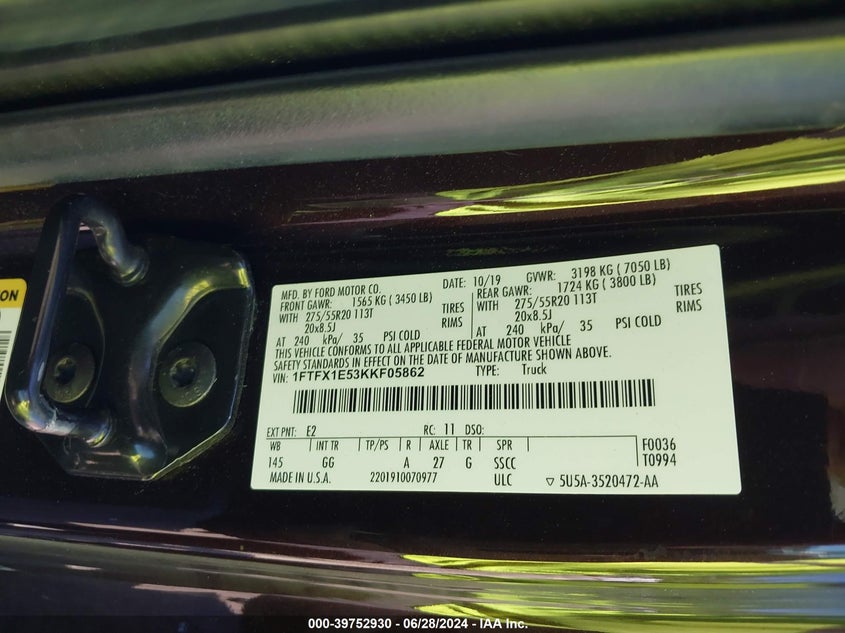 ON
MFD. BY FORD MOTOR CO. DATE: 10/19 GVWR: 3198 KG ( 7050 LB)
FRONT GAWR: 1565 KG ( 3450 LB) REAR GAWR: 1724 KG ( 3800 LB)
WITH 275/55R20 113T TIRES WITH 275/55R20 113T TIRES
20x8.5J RIMS 20x8.5J RIMS
AT 240 kPa/ 35 PSI COLD AT 240 kPa/ 35 PSI COLD
THIS VEHICLE CONFORMS TO ALL APPLICABLE FEDERAL MOTOR VEHICLE
SAFETY STANDARDS IN EFFECT ON THE DATE OF MANUFACTURE SHOWN ABOVE.
VIN: 1FTFX1E53KKF05862 TYPE: Truck
EXT PNT: E2 RC: 11 DSO:
WB INT TR TP/PS R AXLE TR SPR F0036
145 GG A 27 G SSCC T0994
MADE IN U.S.A. 2201910070977 ULC ▽ 5U5A-3520472-AA
000-39752930 - 06/28/2024 - IAA Inc.